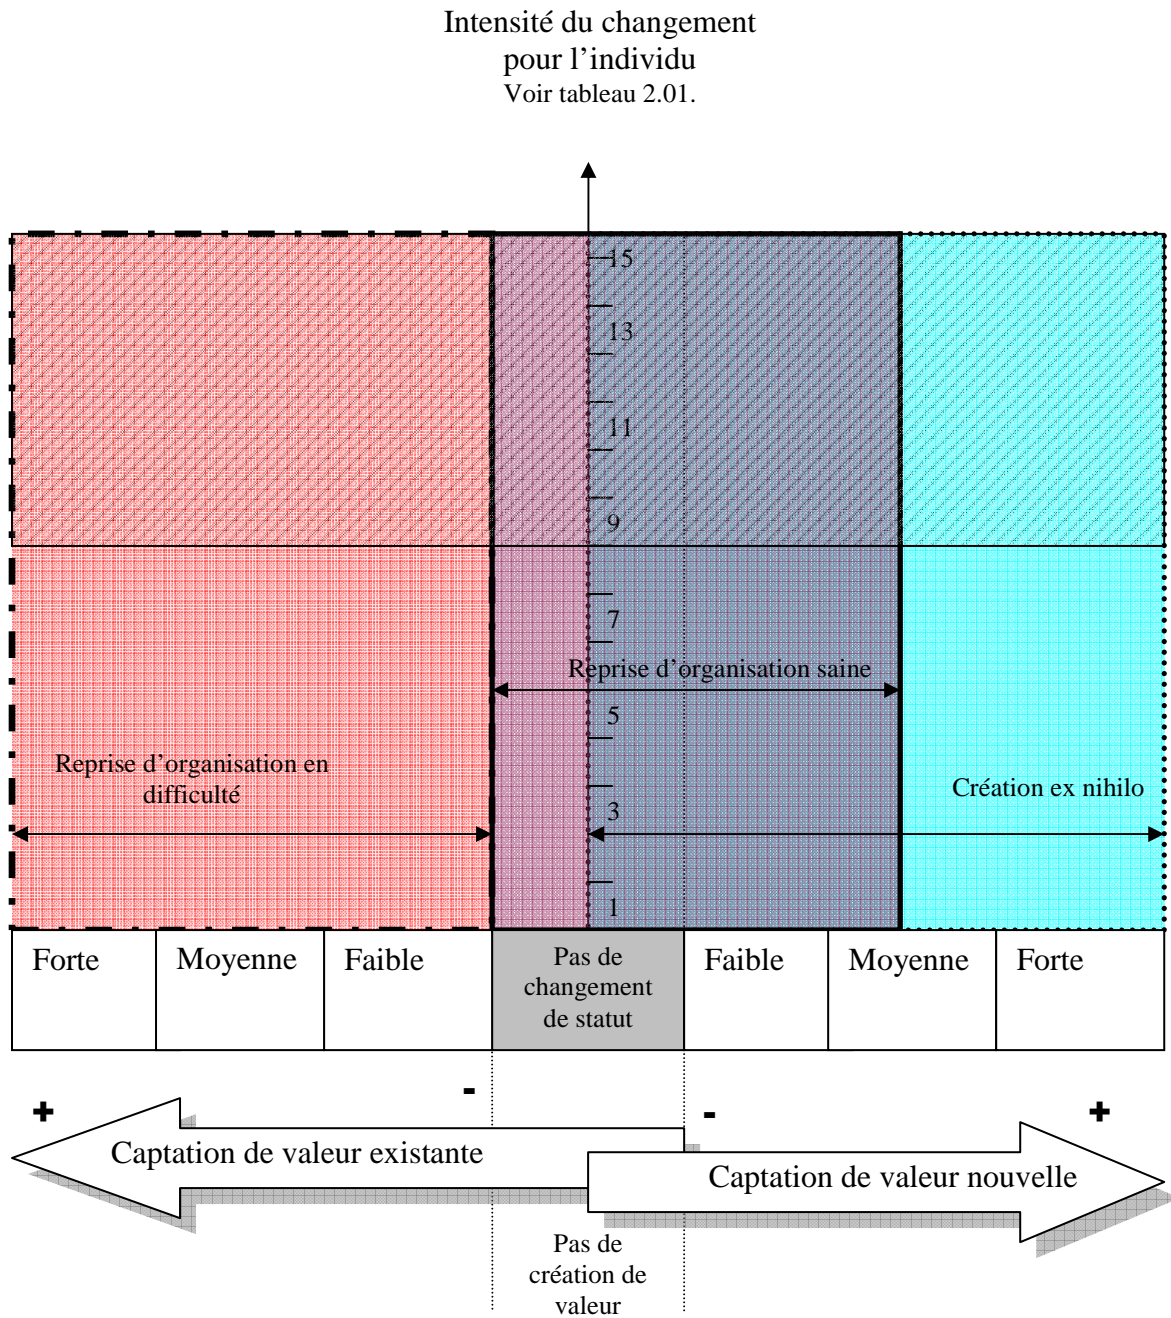 Intensité du changement
pour l’individu
Voir tableau 2.01.
15
13
11
9
7
Reprise d’organisation saine
5
Reprise d’organisation en
difficulté
Création ex nihilo
3
1
Forte
Moyenne
Faible
Pas de
changement
de statut
Faible
Moyenne
Forte
+
-
-
+
Captation de valeur existante
Captation de valeur nouvelle
Pas de
création de
valeur